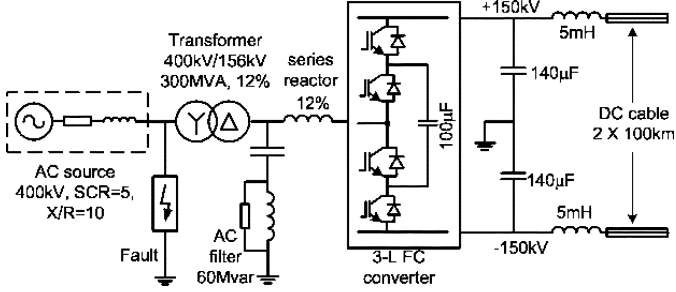 +150kV
Transformer
400kV/156kV
300MVA, 12%
series
reactor
12%
5mH
140µF
100µF
DC cable
2 X 100km
AC source
400kV, SCR=5,
X/R=10
140µF
AC
filter
60Mvar
Fault
5mH
3-L FC
converter
-150kV